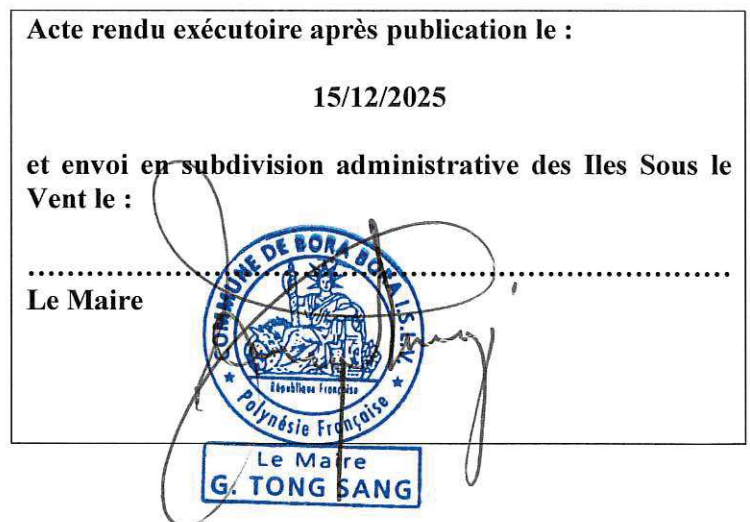 Acte rendu exécutoire après publication le :
15/12/2025
et envoi en subdivision administrative des Iles Sous le
Vent le :
................................................................
Le Maire
COMMUNE DE BORA BORA I.S.L.V.
République Française
★ Polynésie Française ★
Le Maire
G. TONG SANG